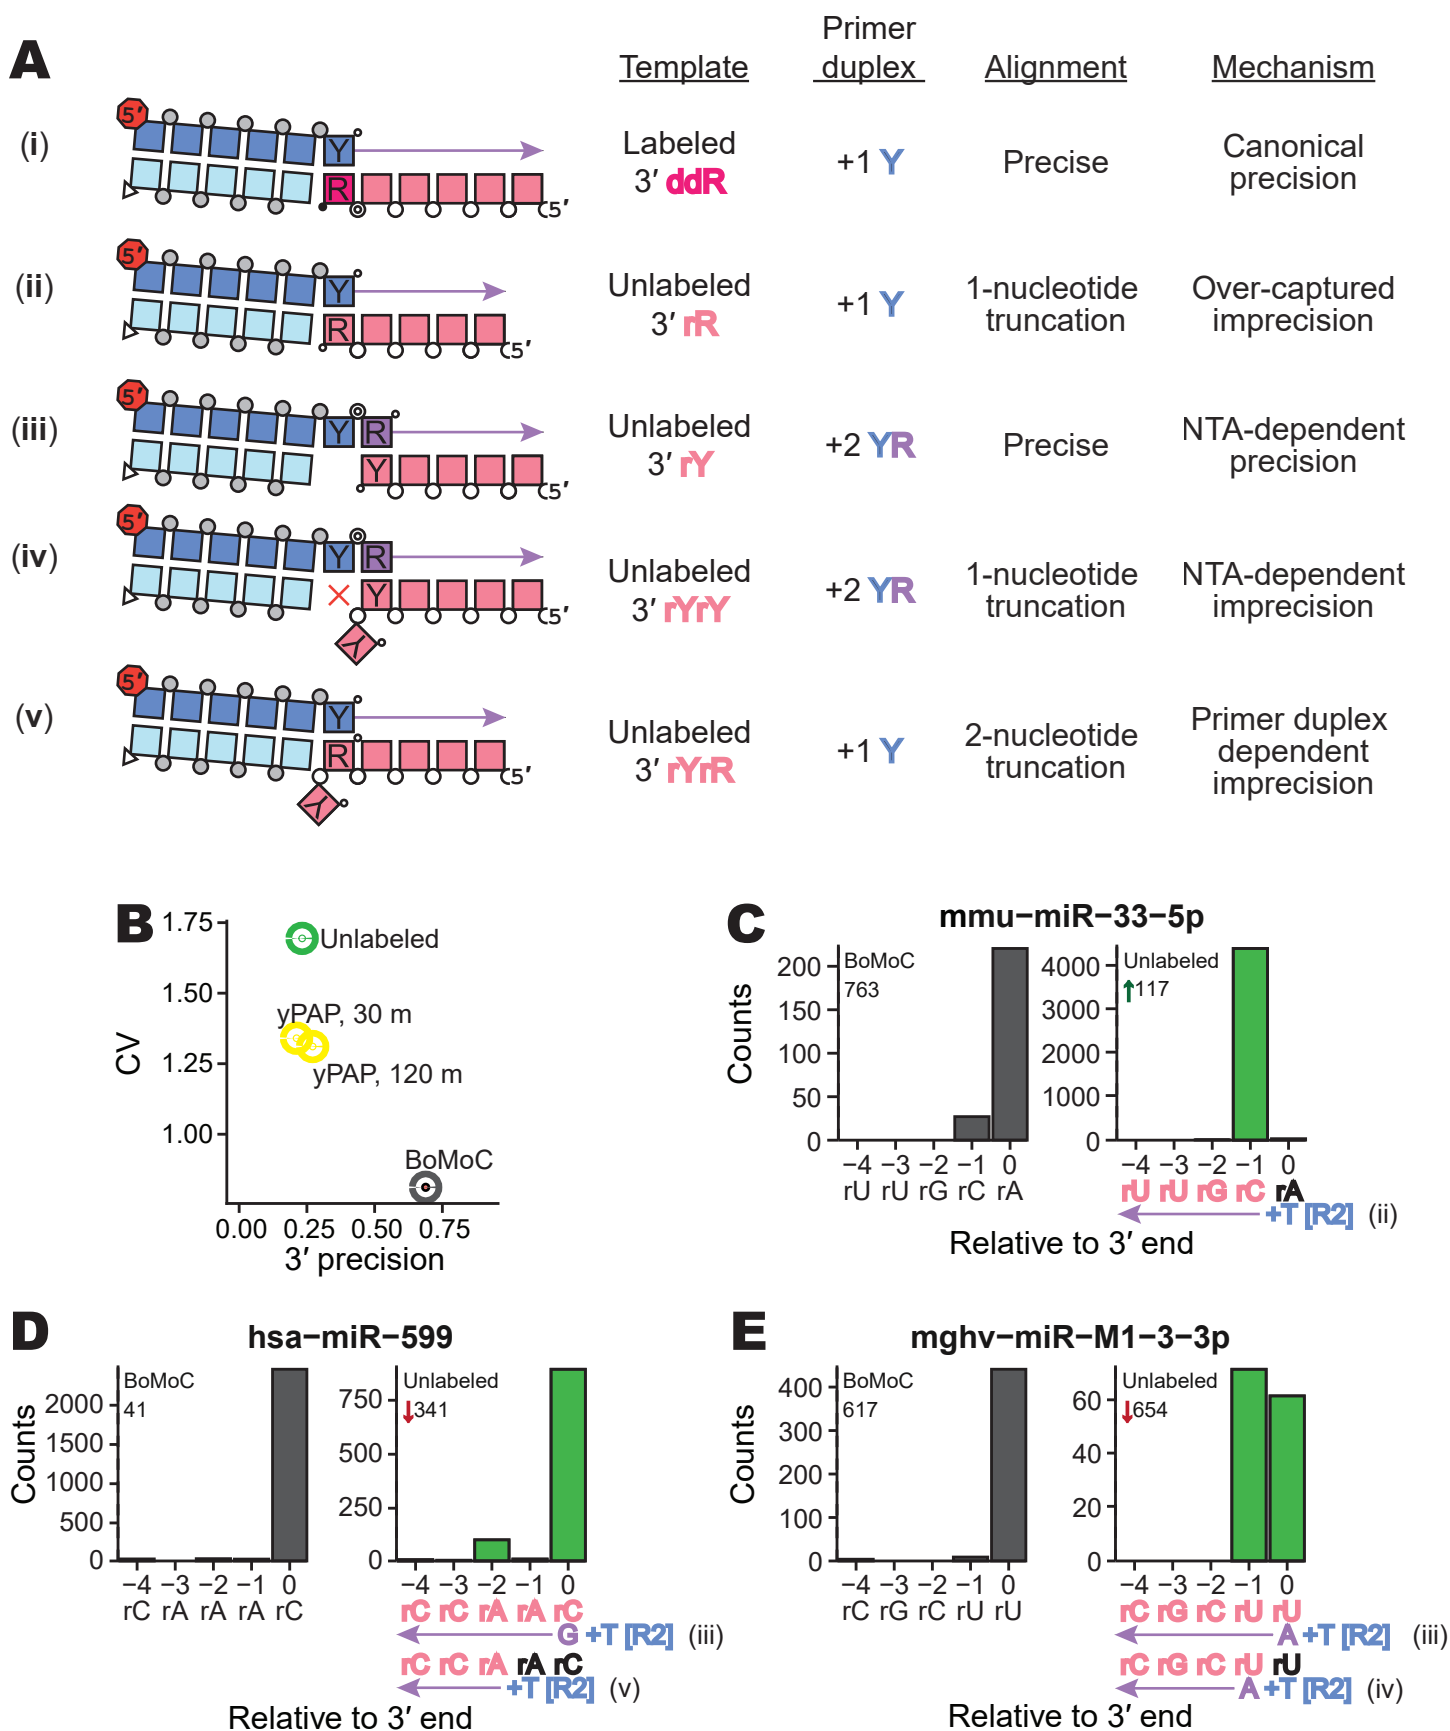 A
Template
Primer
duplex
Alignment
Mechanism
(i)
5′
Y
R
5′
Labeled
3′ ddR
+1 Y
Precise
Canonical
precision
(ii)
5′
Y
R
5′
Unlabeled
3′ rR
+1 Y
1-nucleotide
truncation
Over-captured
imprecision
(iii)
5′
Y R
Y
5′
Unlabeled
3′ rY
+2 YR
Precise
NTA-dependent
precision
(iv)
5′
Y R
Y
5′
Y
Unlabeled
3′ rYrY
+2 YR
1-nucleotide
truncation
NTA-dependent
imprecision
(v)
5′
Y
R
5′
Y
Unlabeled
3′ rYrR
+1 Y
2-nucleotide
truncation
Primer duplex
dependent
imprecision
B
CV
1.75
1.50
1.25
1.00
Unlabeled
yPAP, 30 m
yPAP, 120 m
BoMoC
0.00 0.25 0.50 0.75
3′ precision
C
mmu−miR−33−5p
Counts
200
150
100
50
0
BoMoC
763
−4 −3 −2 −1 0
rU rU rG rC rA
4000
3000
2000
1000
0
Unlabeled
↑117
−4 −3 −2 −1 0
rU rU rG rC rA
+T [R2] (ii)
Relative to 3′ end
D
hsa−miR−599
Counts
2000
1500
1000
500
0
BoMoC
41
−4 −3 −2 −1 0
rC rA rA rA rC
750
500
250
0
Unlabeled
↓341
−4 −3 −2 −1 0
rC rC rA rA rC
G +T [R2] (iii)
rC rC rA rA rC
+T [R2] (v)
Relative to 3′ end
E
mghv−miR−M1−3−3p
Counts
400
300
200
100
0
BoMoC
617
−4 −3 −2 −1 0
rC rG rC rU rU
60
40
20
0
Unlabeled
↓654
−4 −3 −2 −1 0
rC rG rC rU rU
A +T [R2] (iii)
rC rG rC rU rU
A +T [R2] (iv)
Relative to 3′ end